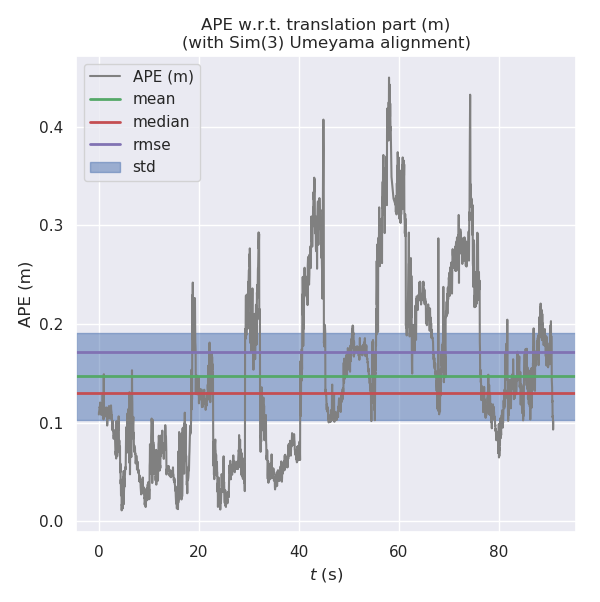 APE w.r.t. translation part (m)
(with Sim(3) Umeyama alignment)
APE (m)
mean
median
rmse
std
APE (m)
0.4
0.3
0.2
0.1
0.0
0 20 40 60 80
t (s)